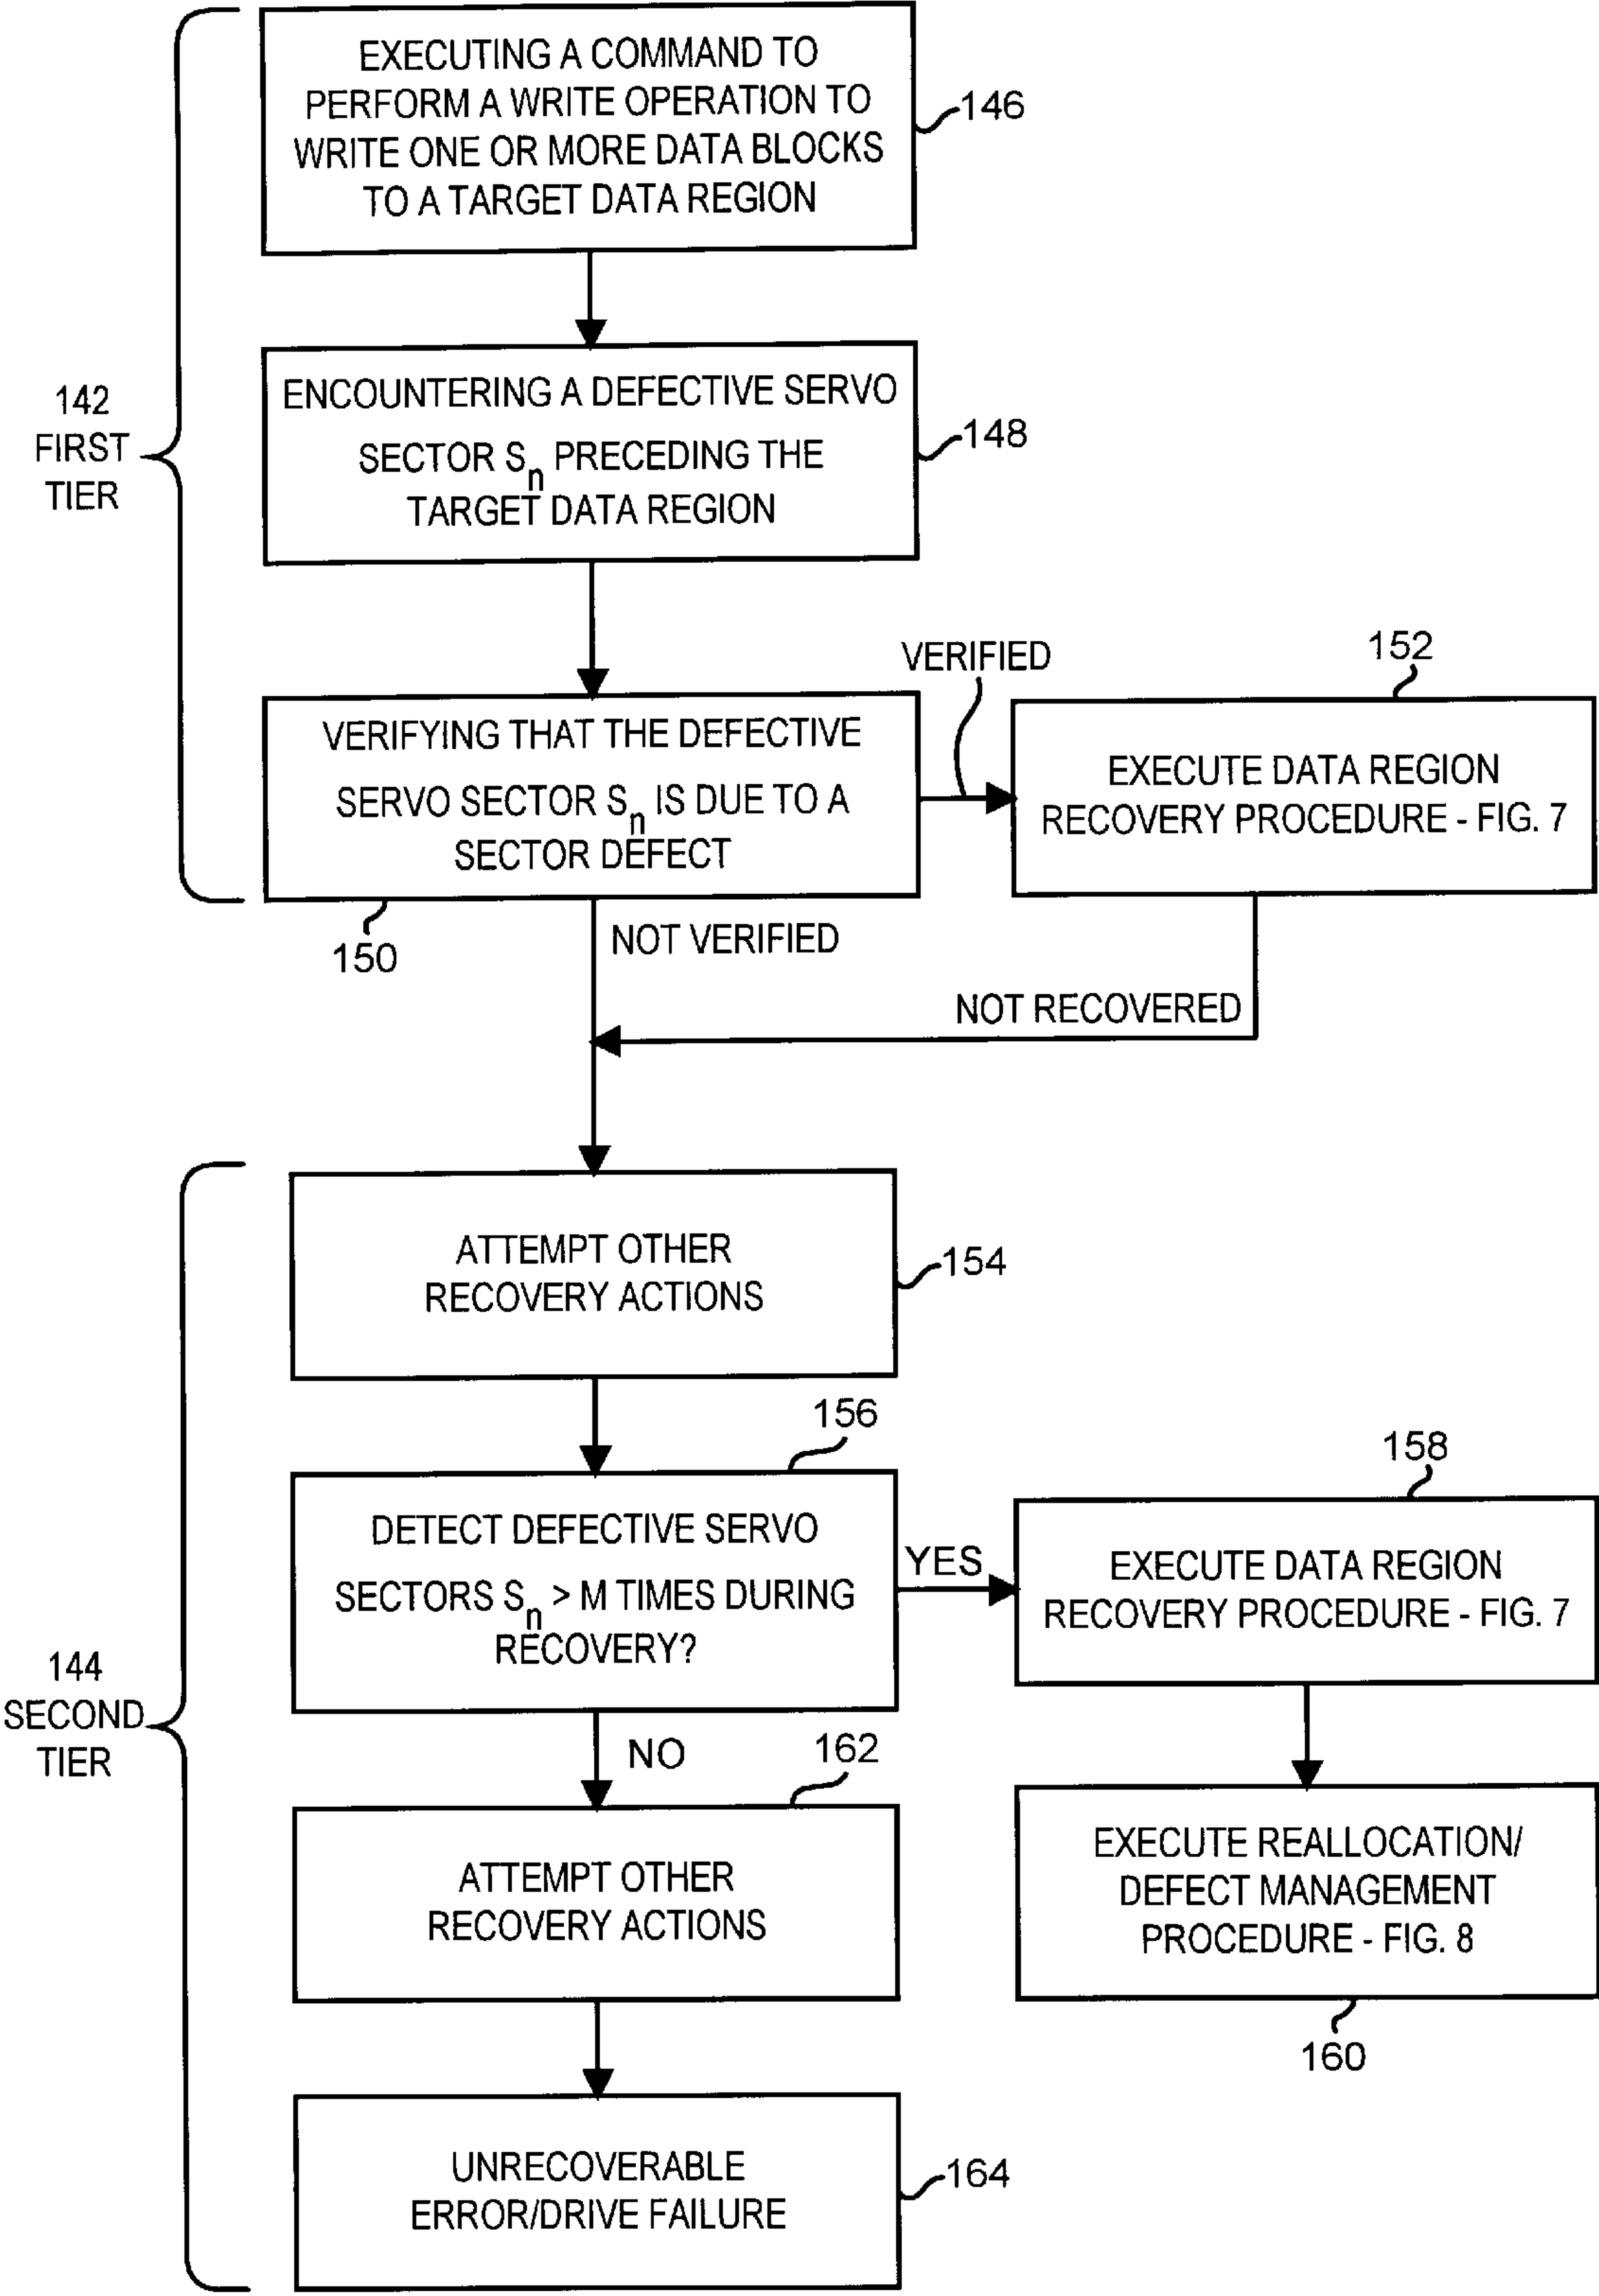 EXECUTING A COMMAND TO
PERFORM A WRITE OPERATION TO
WRITE ONE OR MORE DATA BLOCKS
TO A TARGET DATA REGION
146
ENCOUNTERING A DEFECTIVE SERVO
SECTOR Sn PRECEDING THE
TARGET DATA REGION
148
142
FIRST
TIER
VERIFYING THAT THE DEFECTIVE
SERVO SECTOR Sn IS DUE TO A
SECTOR DEFECT
150
VERIFIED
152
EXECUTE DATA REGION
RECOVERY PROCEDURE - FIG. 7
NOT VERIFIED
NOT RECOVERED
ATTEMPT OTHER
RECOVERY ACTIONS
154
156
DETECT DEFECTIVE SERVO
SECTORS Sn > M TIMES DURING
RECOVERY?
YES
158
EXECUTE DATA REGION
RECOVERY PROCEDURE - FIG. 7
144
SECOND
TIER
NO
162
ATTEMPT OTHER
RECOVERY ACTIONS
EXECUTE REALLOCATION/
DEFECT MANAGEMENT
PROCEDURE - FIG. 8
160
UNRECOVERABLE
ERROR/DRIVE FAILURE
164